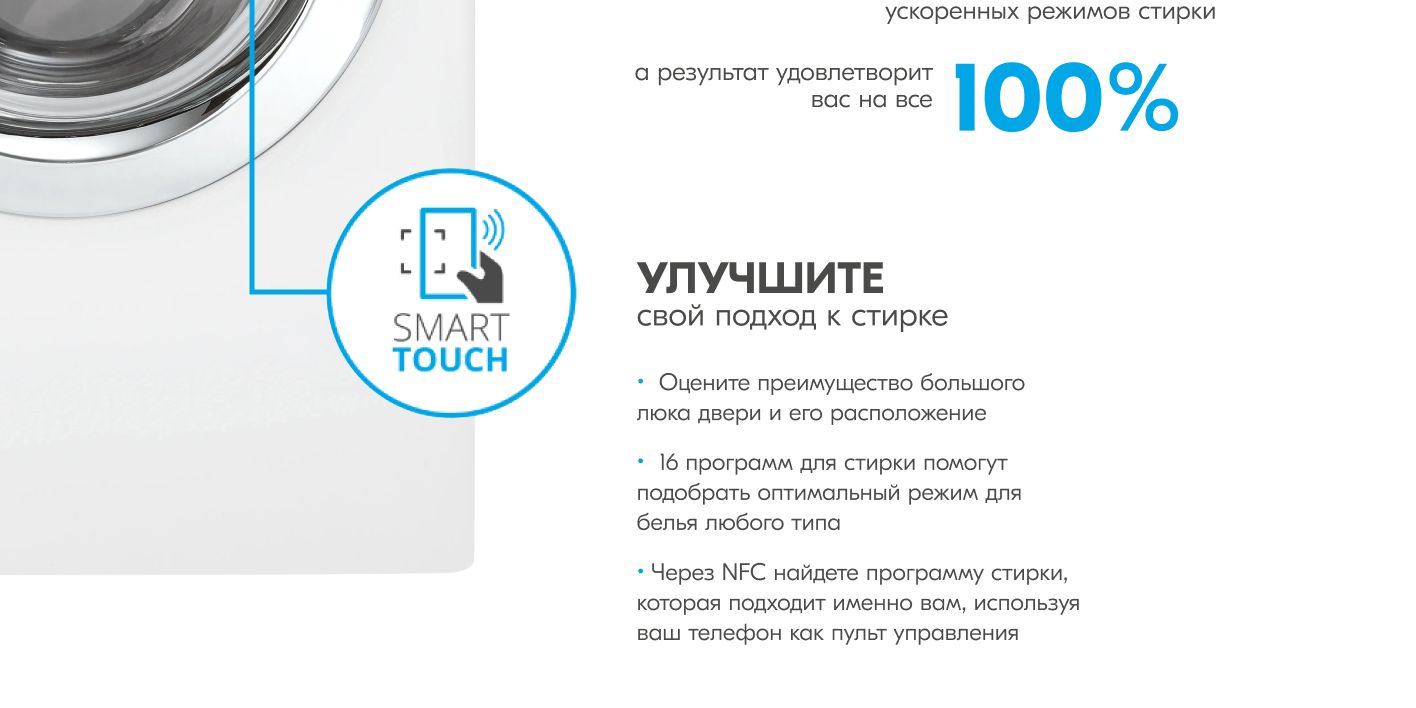 ускоренных режимов стирки
а результат удовлетворит
вас на все
100%
SMART
TOUCH
УЛУЧШИТЕ
свой подход к стирке
• Оцените преимущество большого
люка двери и его расположение
• 16 программ для стирки помогут
подобрать оптимальный режим для
белья любого типа
• Через NFC найдете программу стирки,
которая подходит именно вам, используя
ваш телефон как пульт управления